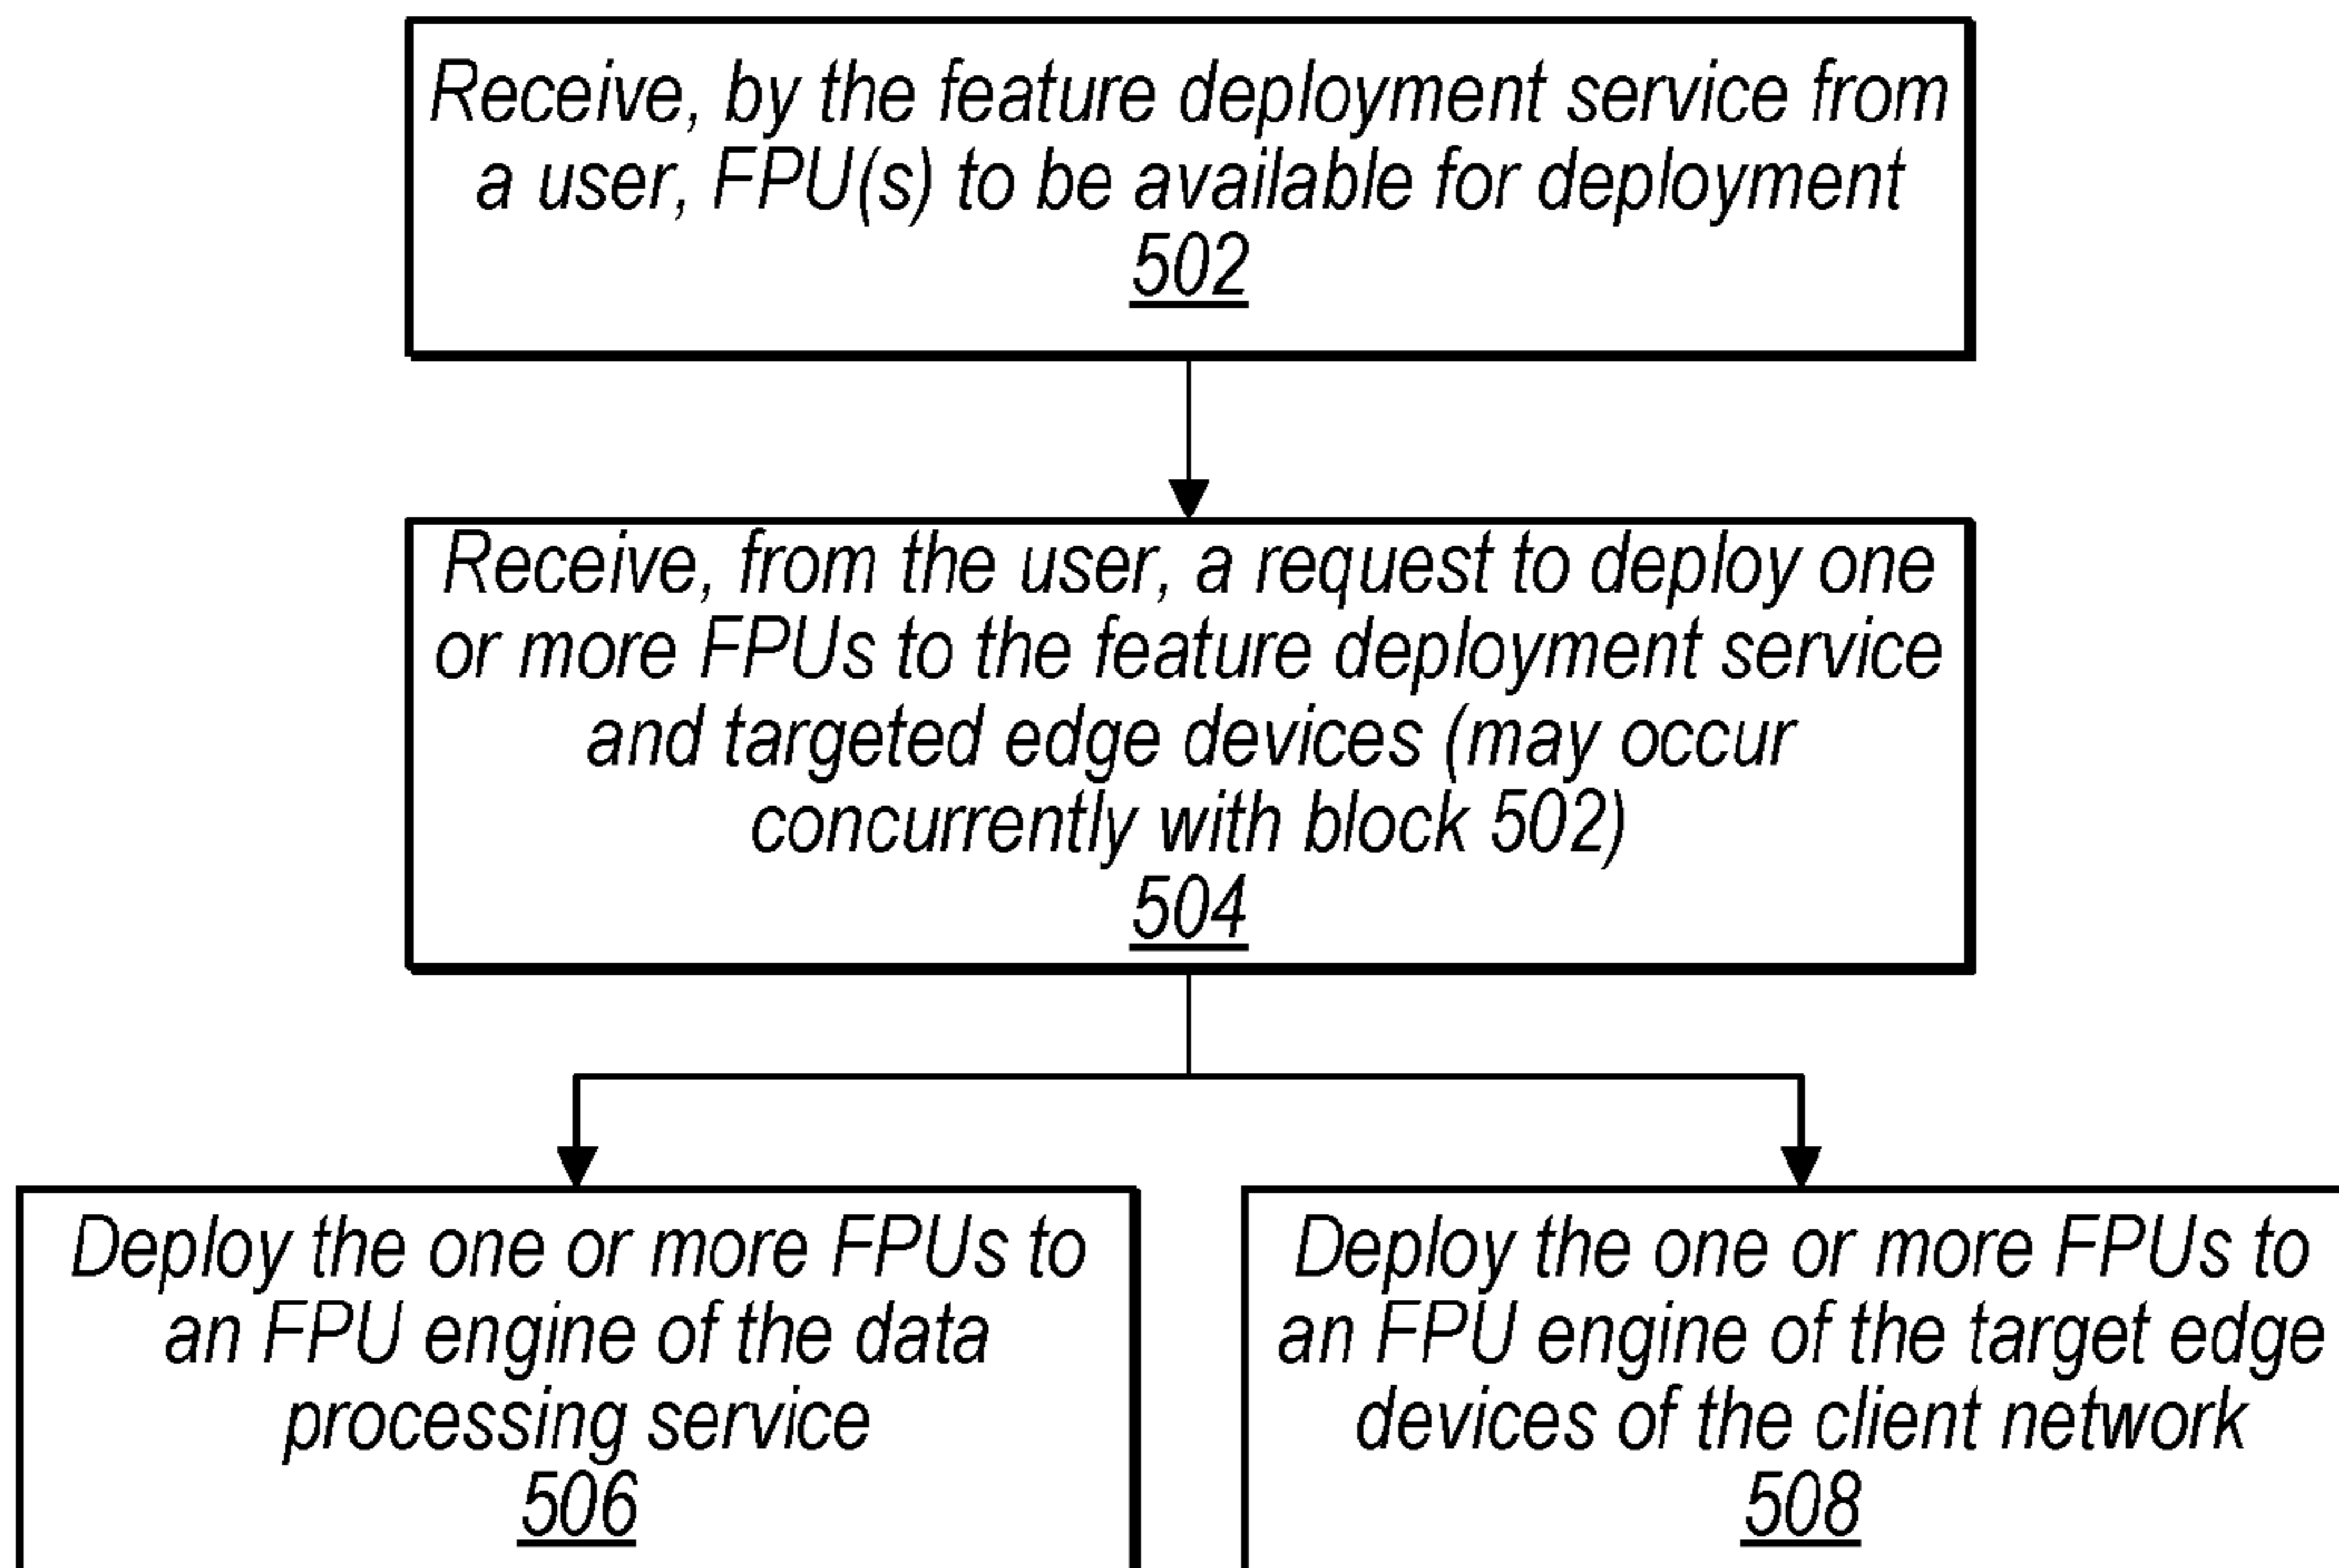 Receive, by the feature deployment service from
a user, FPU(s) to be available for deployment
502
Receive, from the user, a request to deploy one
or more FPUs to the feature deployment service
and targeted edge devices (may occur
concurrently with block 502)
504
Deploy the one or more FPUs to
an FPU engine of the data
processing service
506
Deploy the one or more FPUs to
an FPU engine of the target edge
devices of the client network
508